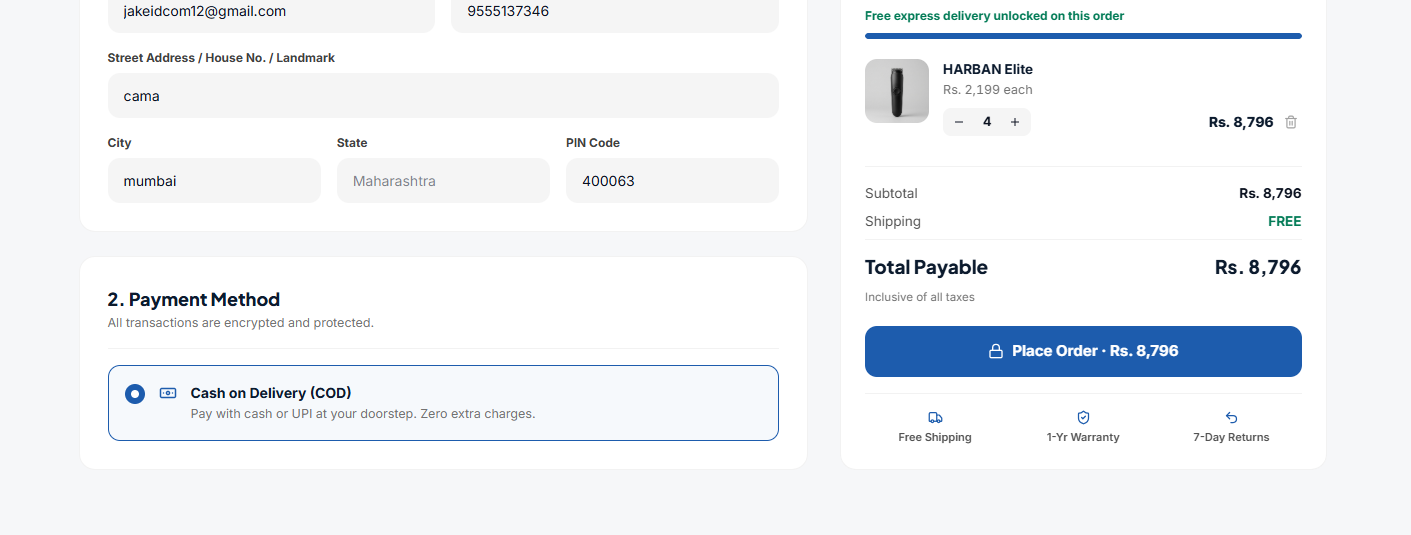 jakeidcom12@gmail.com
9555137346
Street Address / House No. / Landmark
cama
City
State
PIN Code
mumbai
Maharashtra
400063
2. Payment Method
All transactions are encrypted and protected.
Cash on Delivery (COD)
Pay with cash or UPI at your doorstep. Zero extra charges.
Free express delivery unlocked on this order
HARBAN Elite
Rs. 2,199 each
− 4 +
Rs. 8,796
Subtotal
Rs. 8,796
Shipping
FREE
Total Payable
Rs. 8,796
Inclusive of all taxes
Place Order · Rs. 8,796
Free Shipping
1-Yr Warranty
7-Day Returns